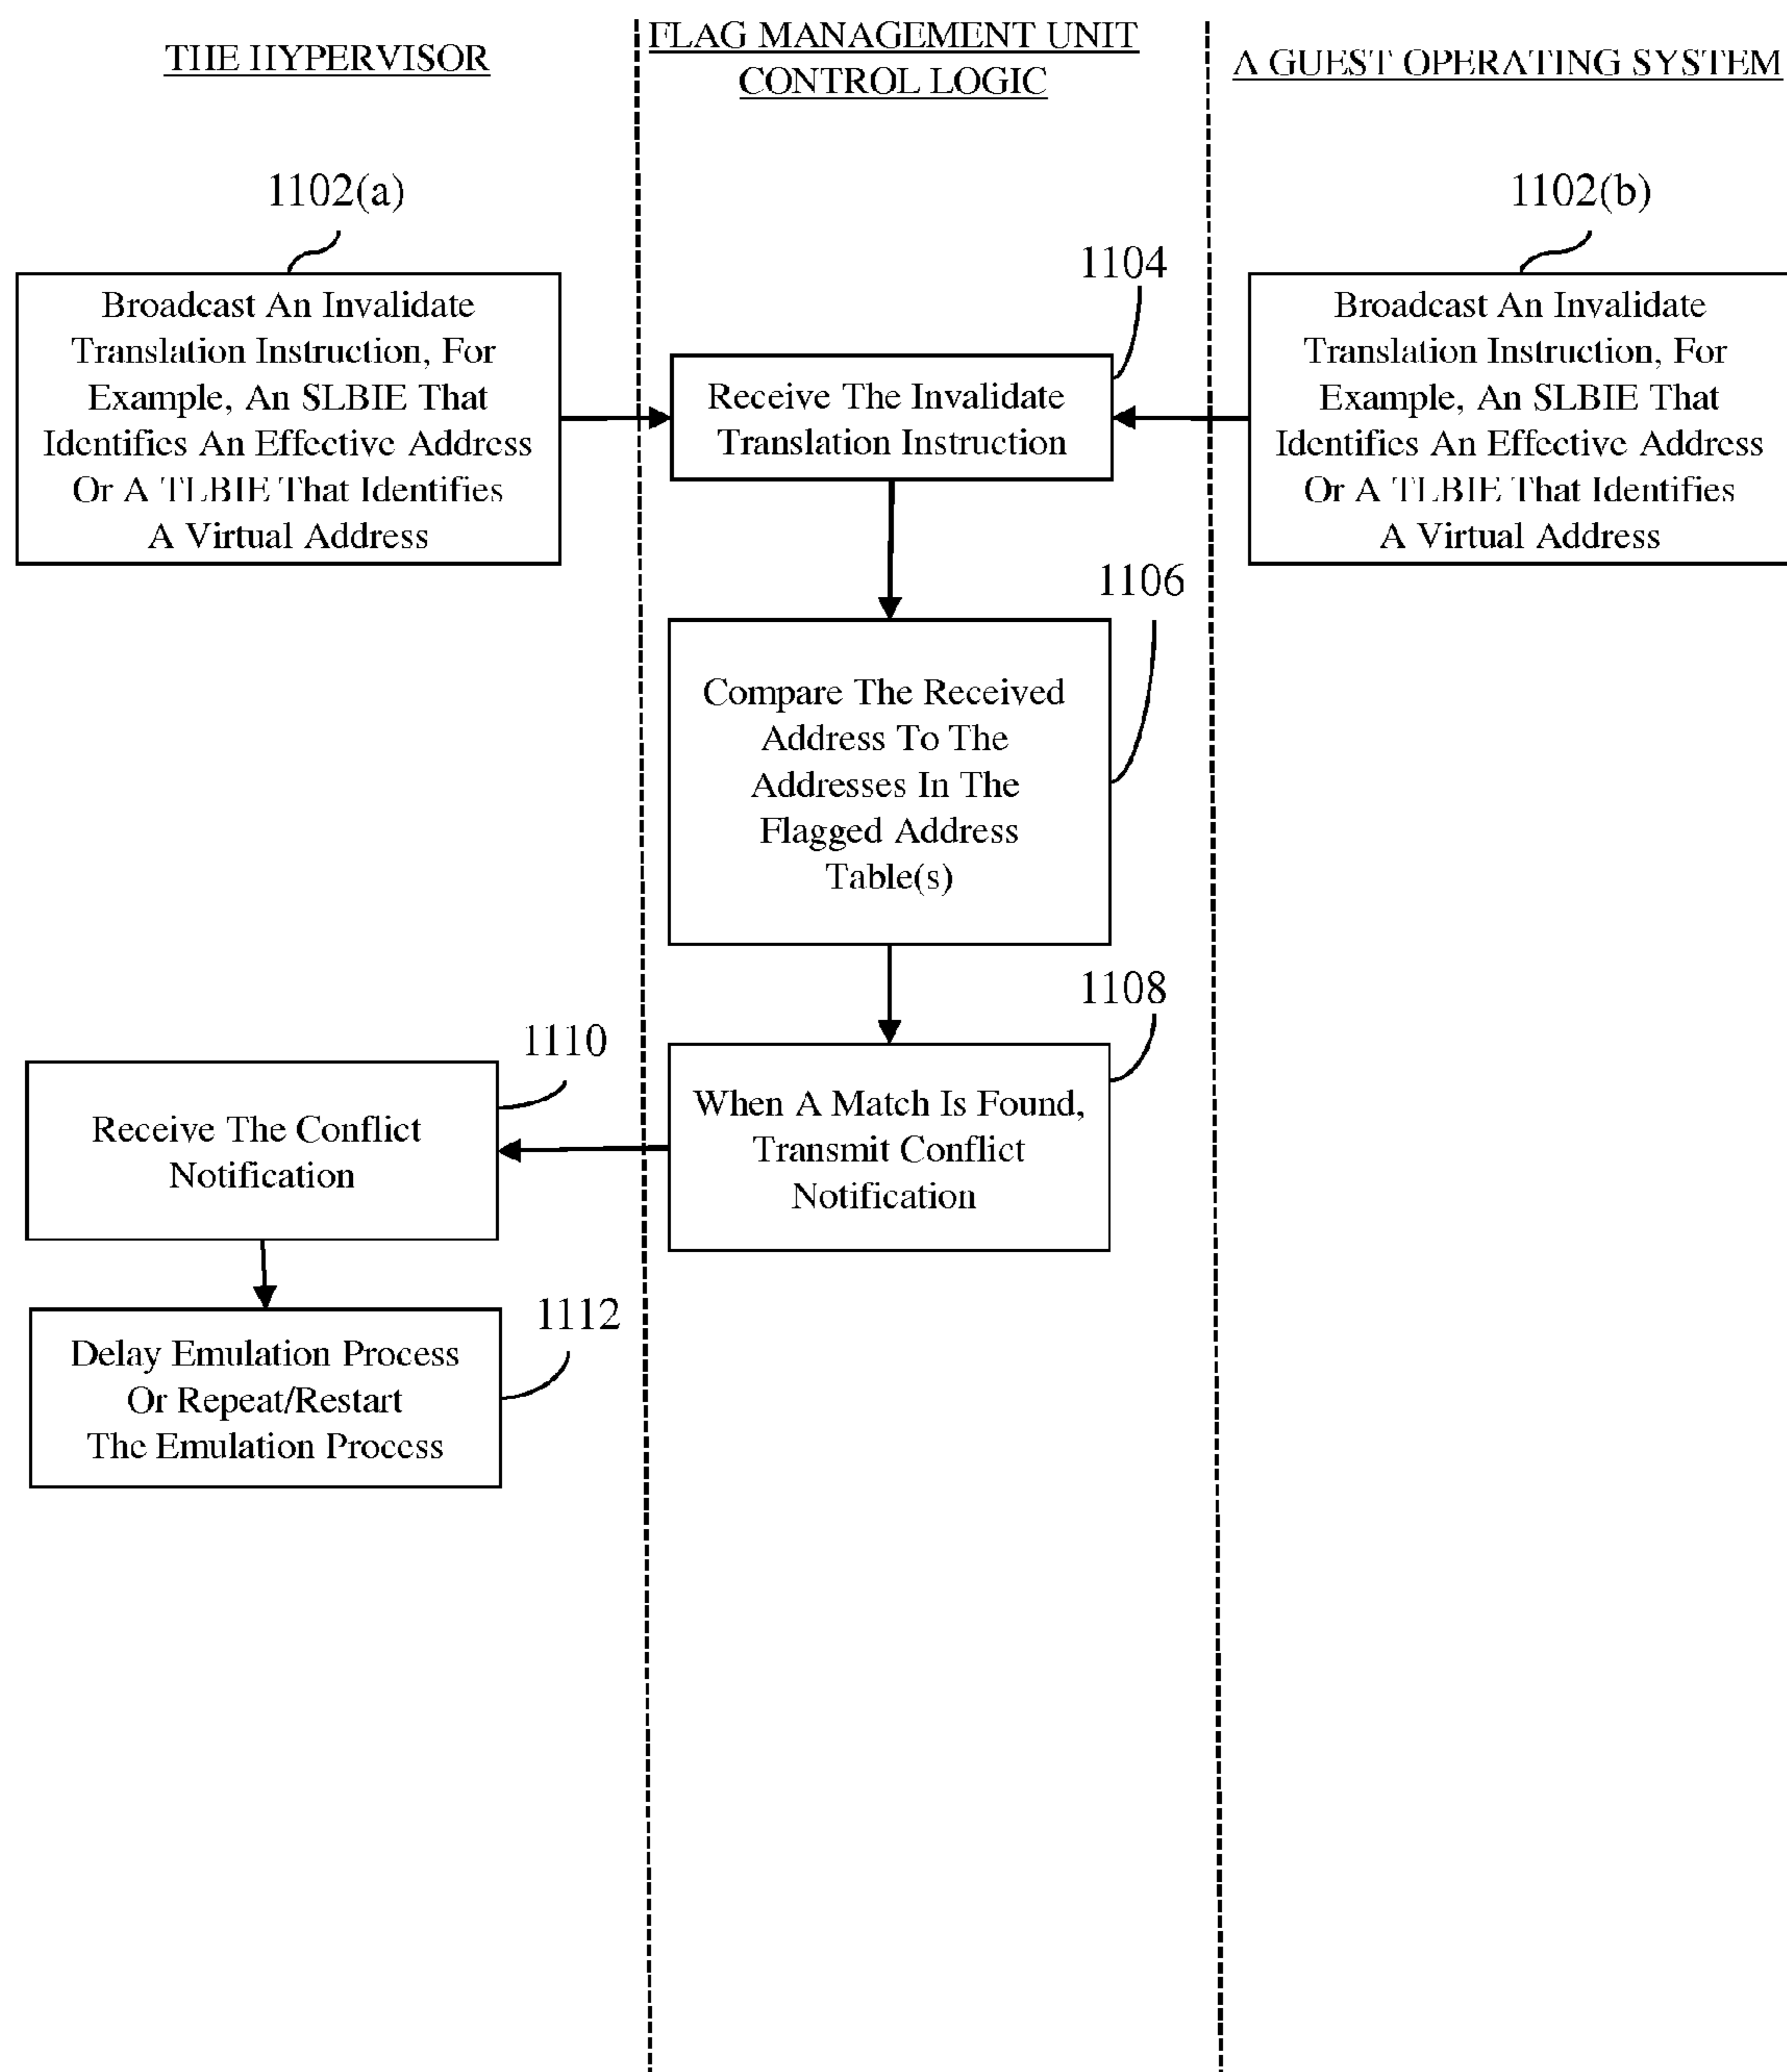 THE HYPERVISOR
FLAG MANAGEMENT UNIT
CONTROL LOGIC
A GUEST OPERATING SYSTEM
1102(a)
Broadcast An Invalidate
Translation Instruction, For
Example, An SLBIE That
Identifies An Effective Address
Or A TLBIE That Identifies
A Virtual Address
1104
Receive The Invalidate
Translation Instruction
1102(b)
Broadcast An Invalidate
Translation Instruction, For
Example, An SLBIE That
Identifies An Effective Address
Or A TLBIE That Identifies
A Virtual Address
1106
Compare The Received
Address To The
Addresses In The
Flagged Address
Table(s)
1108
When A Match Is Found,
Transmit Conflict
Notification
1110
Receive The Conflict
Notification
1112
Delay Emulation Process
Or Repeat/Restart
The Emulation Process